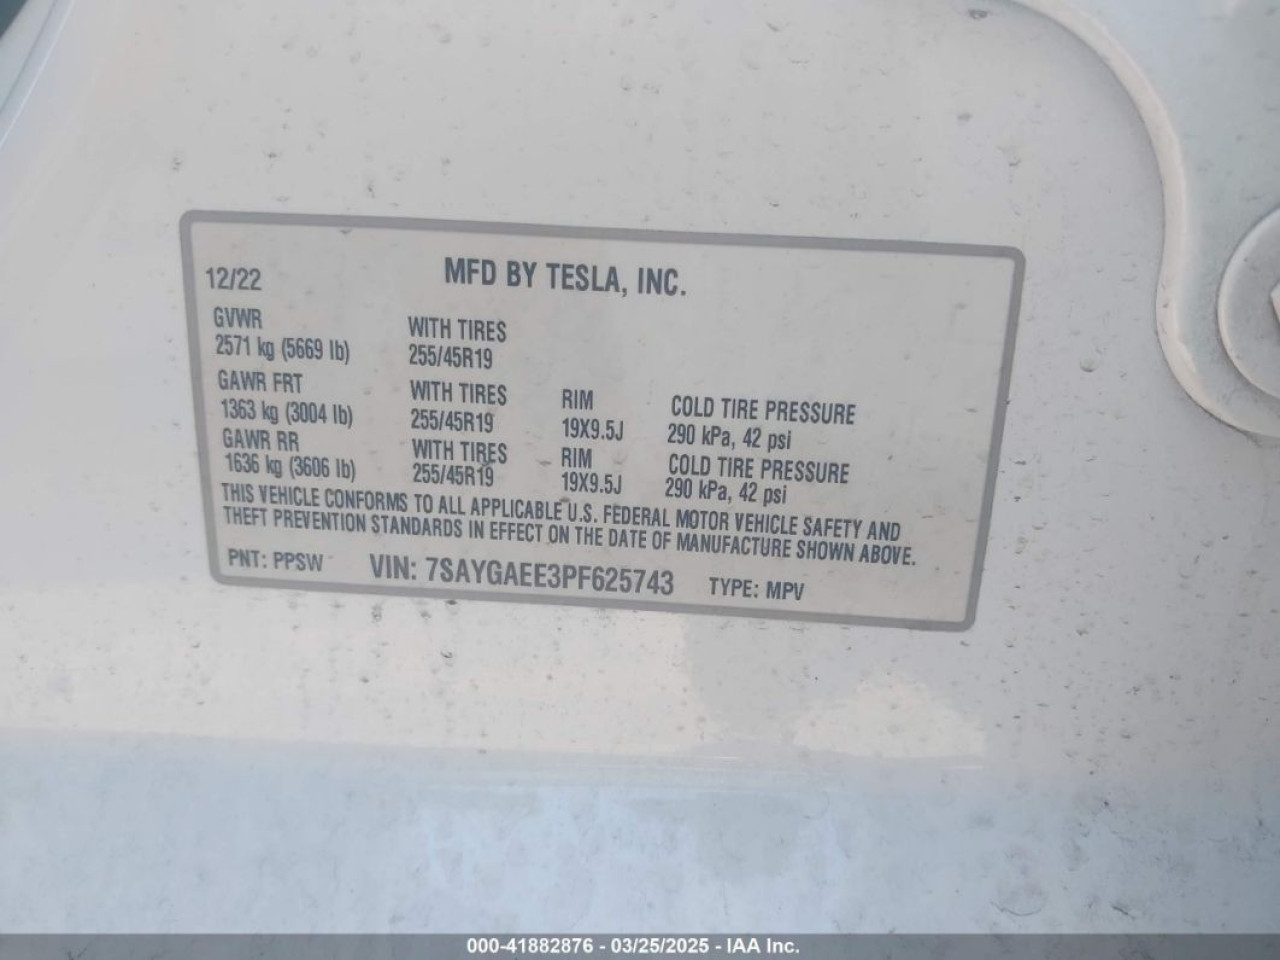 12/22 MFD BY TESLA, INC.
GVWR WITH TIRES
2571 kg (5669 lb) 255/45R19
GAWR FRT WITH TIRES RIM COLD TIRE PRESSURE
1363 kg (3004 lb) 255/45R19 19X9.5J 290 kPa, 42 psi
GAWR RR WITH TIRES RIM COLD TIRE PRESSURE
1636 kg (3606 lb) 255/45R19 19X9.5J 290 kPa, 42 psi
THIS VEHICLE CONFORMS TO ALL APPLICABLE U.S. FEDERAL MOTOR VEHICLE SAFETY AND
THEFT PREVENTION STANDARDS IN EFFECT ON THE DATE OF MANUFACTURE SHOWN ABOVE.
PNT: PPSW VIN: 7SAYGAEE3PF625743 TYPE: MPV
000-41882876 - 03/25/2025 - IAA Inc.